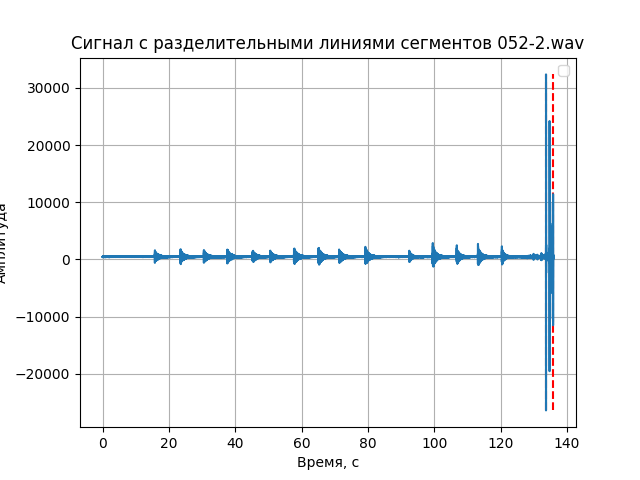 Сигнал с разделительными линиями сегментов 052-2.wav
30000
20000
10000
0
−10000
−20000
Амплитуда
0 20 40 60 80 100 120 140
Время, с